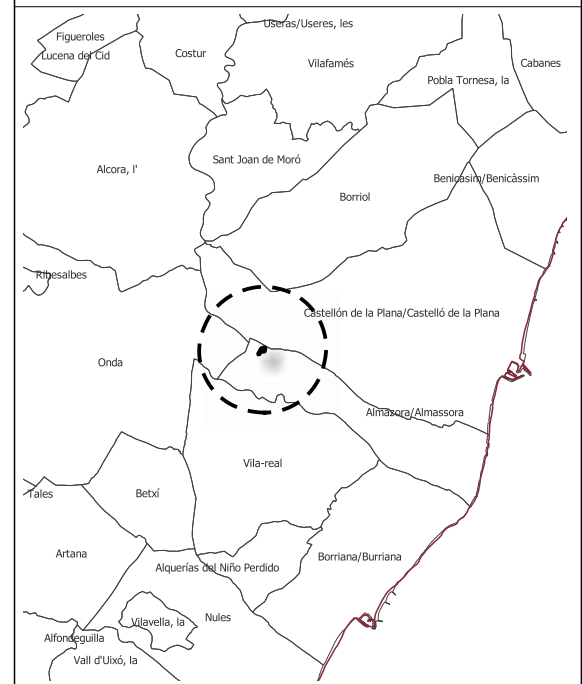 Useras/Useres, les
Figueroles
Lucena del Cid
Costur
Vilafamés
Cabanes
Pobla Tornesa, la
Sant Joan de Moró
Alcora, l'
Benicasim/Benicàssim
Borriol
Ribesalbes
Castellón de la Plana/Castelló de la Plana
Onda
Almazora/Almassora
Vila-real
Tales
Betxí
Artana
Alquerías del Niño Perdido
Borriana/Burriana
Vilavella, la
Nules
Alfondeguilla
Vall d'Uixó, la